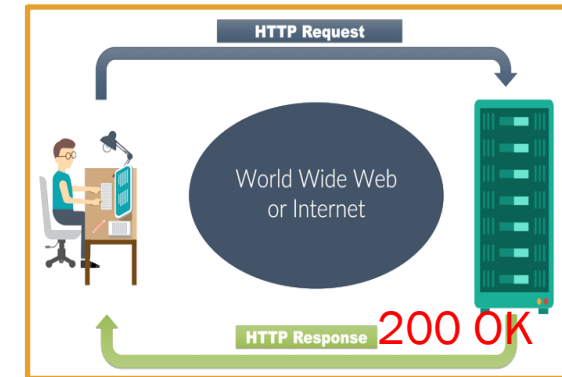 HTTP Request
World Wide Web
or Internet
HTTP Response 200 OK